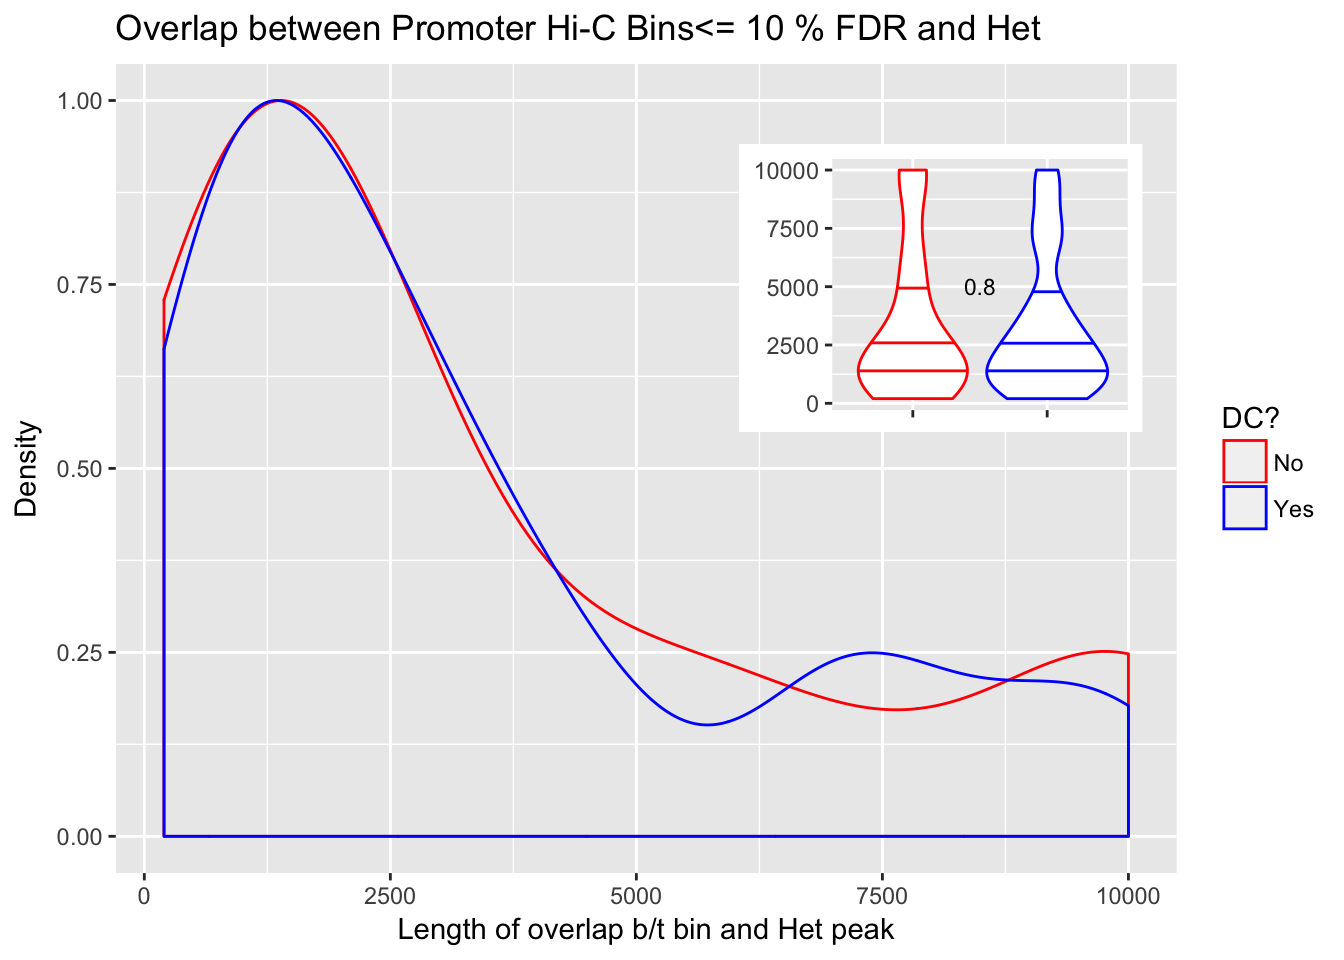 Overlap between Promoter Hi-C Bins<= 10 % FDR and Het
1.00
0.75
0.50
0.25
0.00
Density
0
2500
5000
7500
10000
Length of overlap b/t bin and Het peak
10000
7500
5000
2500
0
0.8
DC?
No
Yes